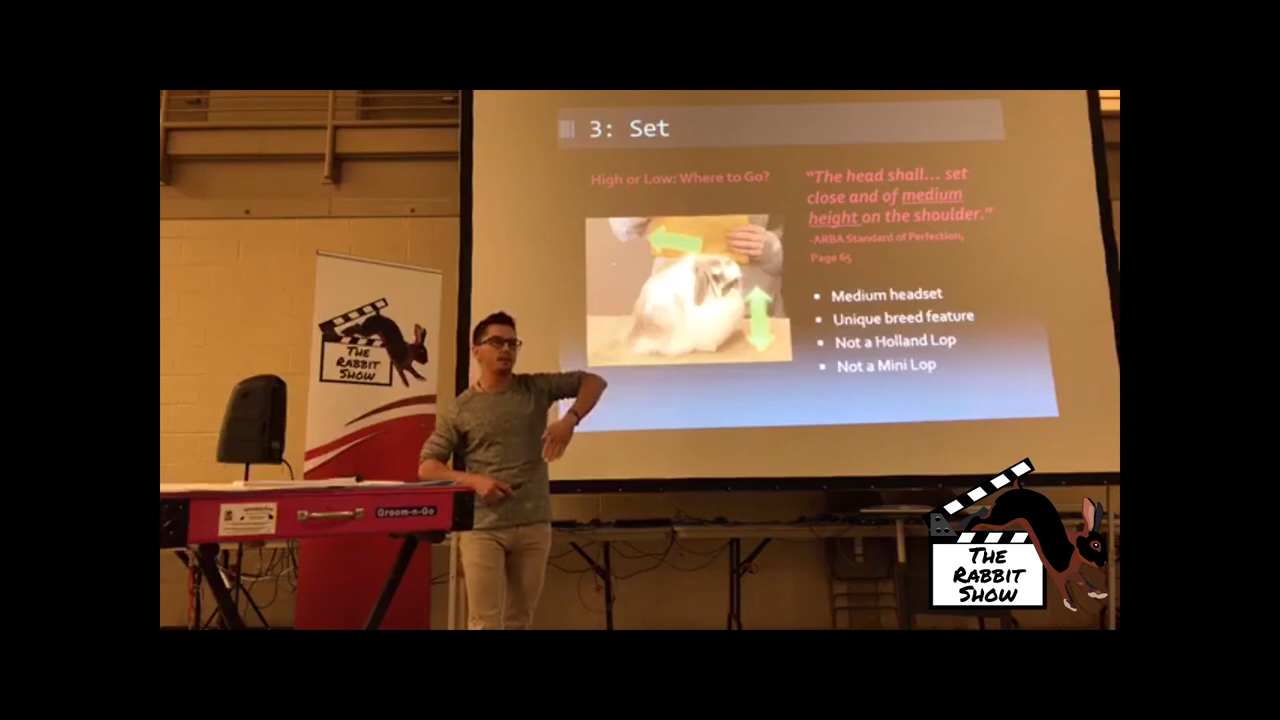 3: Set
High or Low: Where to Go?
"The head shall... set
close and of medium
height on the shoulder."
-ARBA Standard of Perfection,
Page 65
▪ Medium headset
▪ Unique breed feature
▪ Not a Holland Lop
▪ Not a Mini Lop
THE
RABBIT
SHOW
Groom-n-Go
THE
RABBIT
SHOW